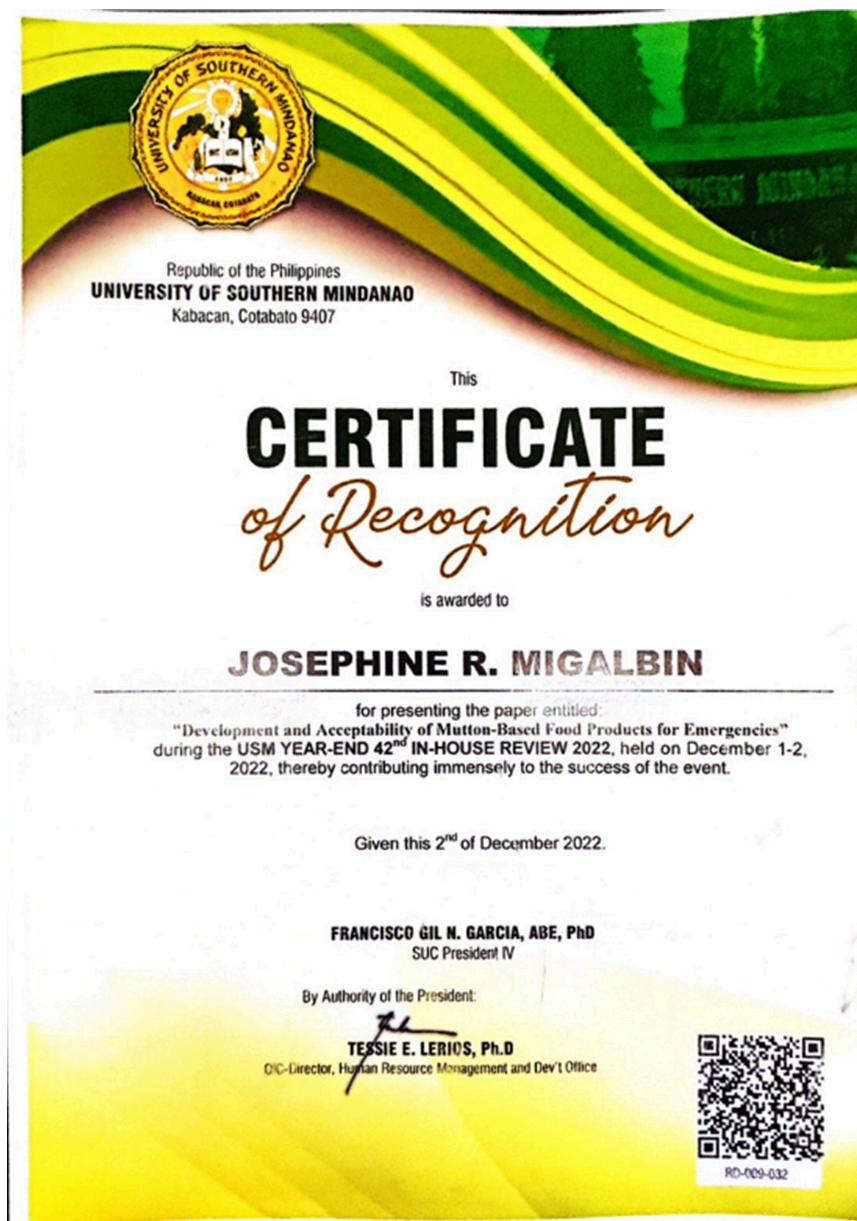 UNIVERSITY OF SOUTHERN MINDANAO
KABACAN, COTABATO
Republic of the Philippines
UNIVERSITY OF SOUTHERN MINDANAO
Kabacan, Cotabato 9407
This
CERTIFICATE
of Recognition
is awarded to
JOSEPHINE R. MIGALBIN
for presenting the paper entitled:
"Development and Acceptability of Mutton-Based Food Products for Emergencies"
during the USM YEAR-END 42nd IN-HOUSE REVIEW 2022, held on December 1-2,
2022, thereby contributing immensely to the success of the event.
Given this 2nd of December 2022.
FRANCISCO GIL N. GARCIA, ABE, PhD
SUC President IV
By Authority of the President:
TESSIE E. LERIOS, Ph.D
OIC-Director, Human Resource Management and Dev't Office
RD-009-032